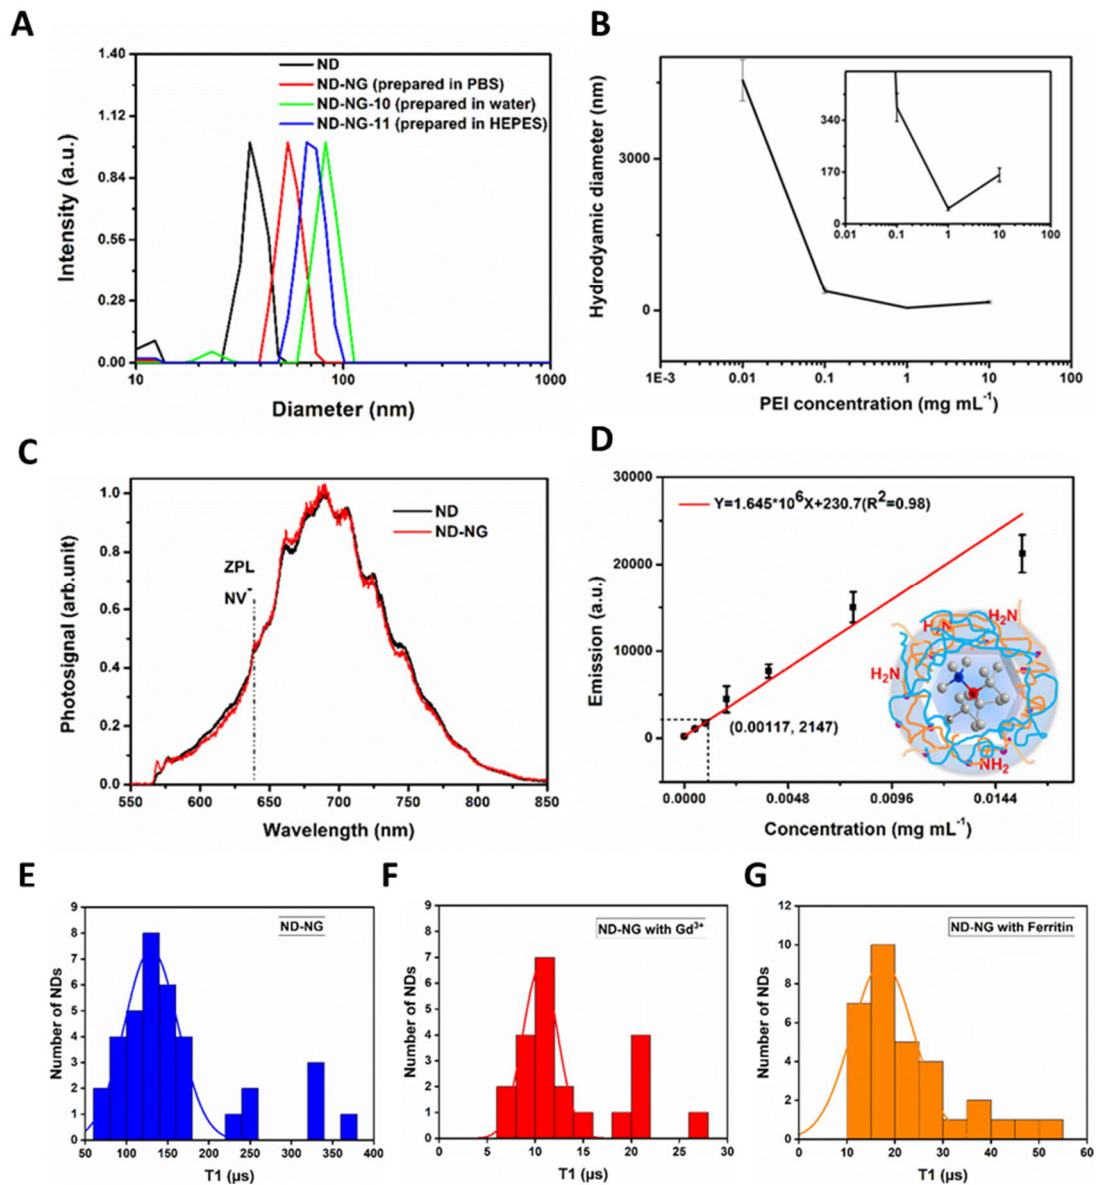 A
B
1.40
1.12
0.84
0.56
0.28
0.00
Intensity (a.u.)
ND
ND-NG (prepared in PBS)
ND-NG-10 (prepared in water)
ND-NG-11 (prepared in HEPES)
10
100
1000
Diameter (nm)
Hydrodyamic diameter (nm)
3000
0
340
170
0
0.01
0.1
1
10
100
1E-3
0.01
0.1
1
10
100
PEI concentration (mg mL⁻¹)
C
D
1.0
0.8
0.6
0.4
0.2
0.0
Photosignal (arb.unit)
ND
ND-NG
ZPL
NV⁻
550
600
650
700
750
800
850
Wavelength (nm)
30000
20000
10000
0
Emission (a.u.)
Y=1.645*10⁶X+230.7(R²=0.98)
(0.00117, 2147)
H₂N
H₂N
H₂N
NH₂
0.0000
0.0048
0.0096
0.0144
Concentration (mg mL⁻¹)
E
F
G
9
8
7
6
5
4
3
2
1
0
Number of NDs
ND-NG
50
100
150
200
250
300
350
400
T1 (µs)
9
8
7
6
5
4
3
2
1
0
Number of NDs
ND-NG with Gd³⁺
0
5
10
15
20
25
30
T1 (µs)
12
10
8
6
4
2
0
Number of NDs
ND-NG with Ferritin
0
10
20
30
40
50
60
T1 (µs)